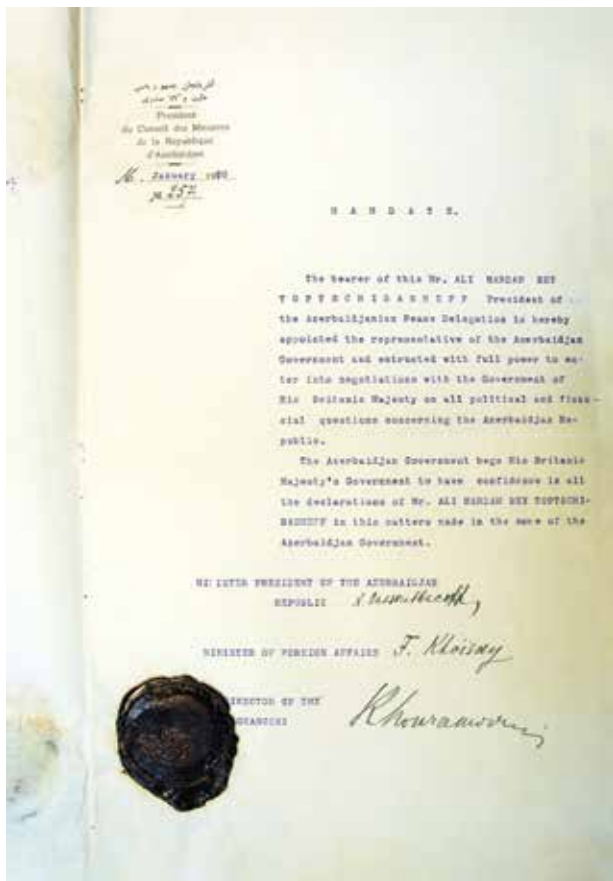 President
du Conseil des Ministres
de la République
d'Azerbaïdjan
16 January 1920
№ 257
M A N D A T E.
The bearer of this Mr. ALI MARDAN BEY
T O P T S C H I B A S H I F F President of
the Azerbaidjanian Peace Delegation is hereby
appointed the representative of the Azerbaidjan
Government and entrusted with full power to en-
ter into negotiations with the Government of
His Britanic Majesty on all political and finan-
cial questions concerning the Azerbaidjan Re-
public.
The Azerbaidjan Government begs His Britanic
Majesty's Government to have confidence in all
the declarations of Mr. ALI MARDAN BEY TOPTSCHI-
BASHIFF in this matters made in the name of the
Azerbaidjan Government.
MINISTER PRESIDENT OF THE AZERBAIDJAN
REPUBLIC
MINISTER OF FOREIGN AFFAIRS F. Khoisky
DIRECTOR OF THE